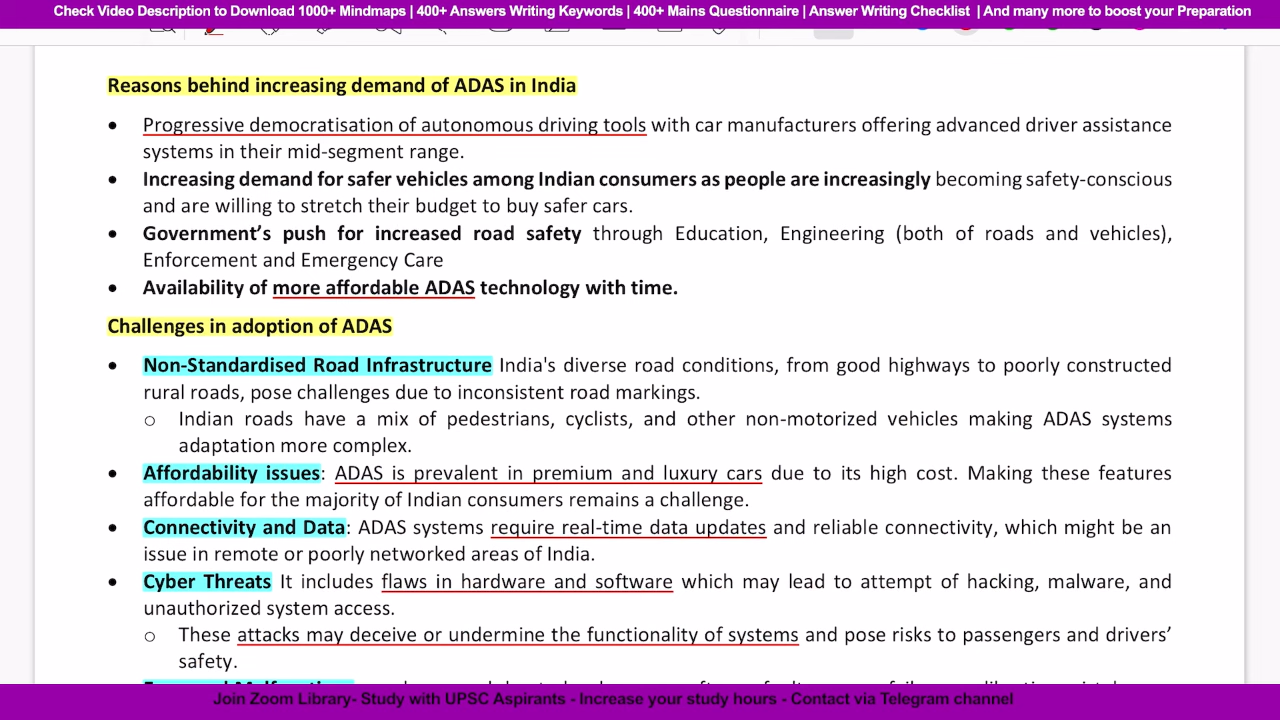 Check Video Description to Download 1000+ Mindmaps | 400+ Answers Writing Keywords | 400+ Mains Questionnaire | Answer Writing Checklist | And many more to boost your Preparation
Reasons behind increasing demand of ADAS in India
• Progressive democratisation of autonomous driving tools with car manufacturers offering advanced driver assistance
systems in their mid-segment range.
• Increasing demand for safer vehicles among Indian consumers as people are increasingly becoming safety-conscious
and are willing to stretch their budget to buy safer cars.
• Government’s push for increased road safety through Education, Engineering (both of roads and vehicles),
Enforcement and Emergency Care
• Availability of more affordable ADAS technology with time.
Challenges in adoption of ADAS
• Non-Standardised Road Infrastructure India's diverse road conditions, from good highways to poorly constructed
rural roads, pose challenges due to inconsistent road markings.
o Indian roads have a mix of pedestrians, cyclists, and other non-motorized vehicles making ADAS systems
adaptation more complex.
• Affordability issues: ADAS is prevalent in premium and luxury cars due to its high cost. Making these features
affordable for the majority of Indian consumers remains a challenge.
• Connectivity and Data: ADAS systems require real-time data updates and reliable connectivity, which might be an
issue in remote or poorly networked areas of India.
• Cyber Threats It includes flaws in hardware and software which may lead to attempt of hacking, malware, and
unauthorized system access.
o These attacks may deceive or undermine the functionality of systems and pose risks to passengers and drivers’
safety.
Join Zoom Library- Study with UPSC Aspirants - Increase your study hours - Contact via Telegram channel